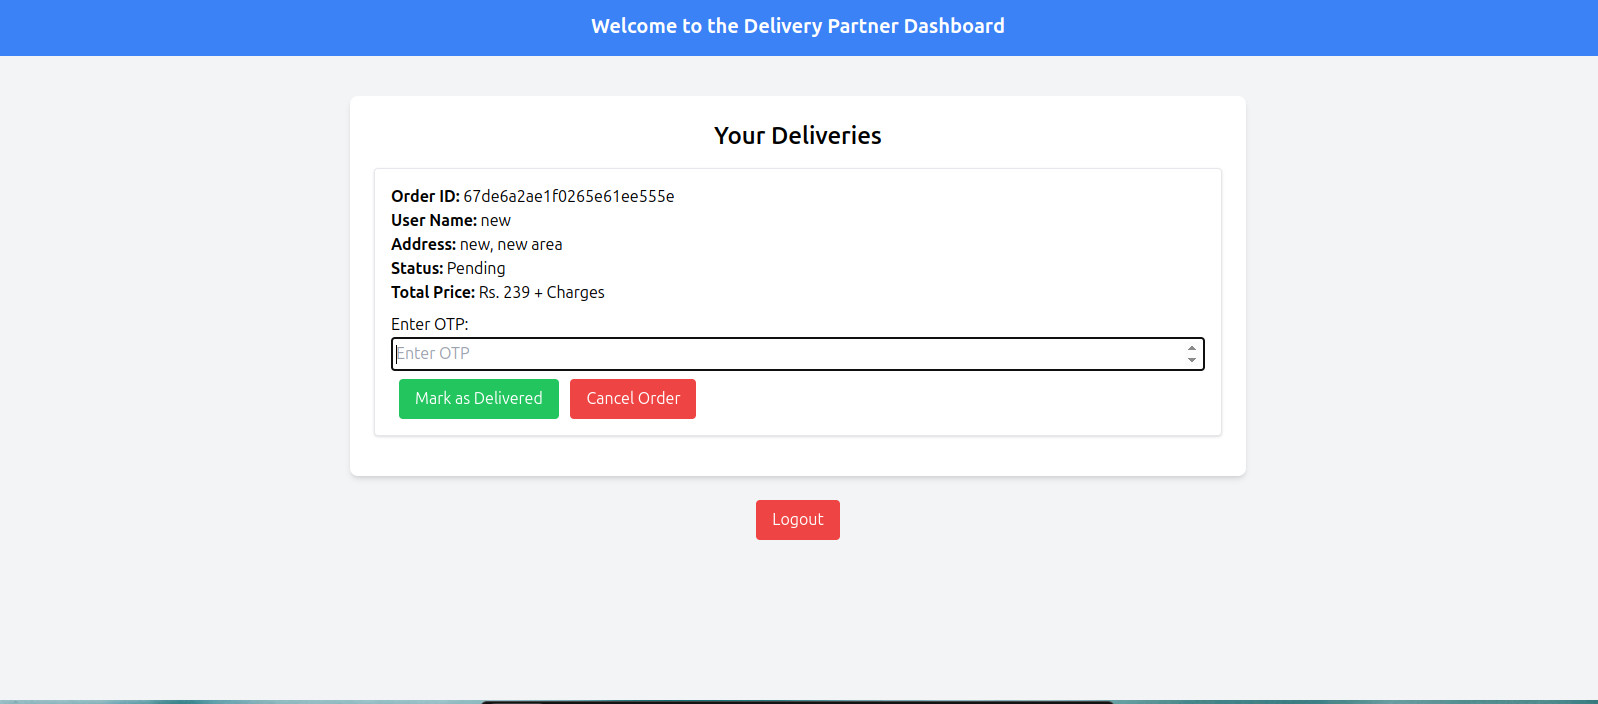 Welcome to the Delivery Partner Dashboard
Your Deliveries
Order ID: 67de6a2ae1f0265e61ee555e
User Name: new
Address: new, new area
Status: Pending
Total Price: Rs. 239 + Charges
Enter OTP:
Enter OTP
Mark as Delivered
Cancel Order
Logout